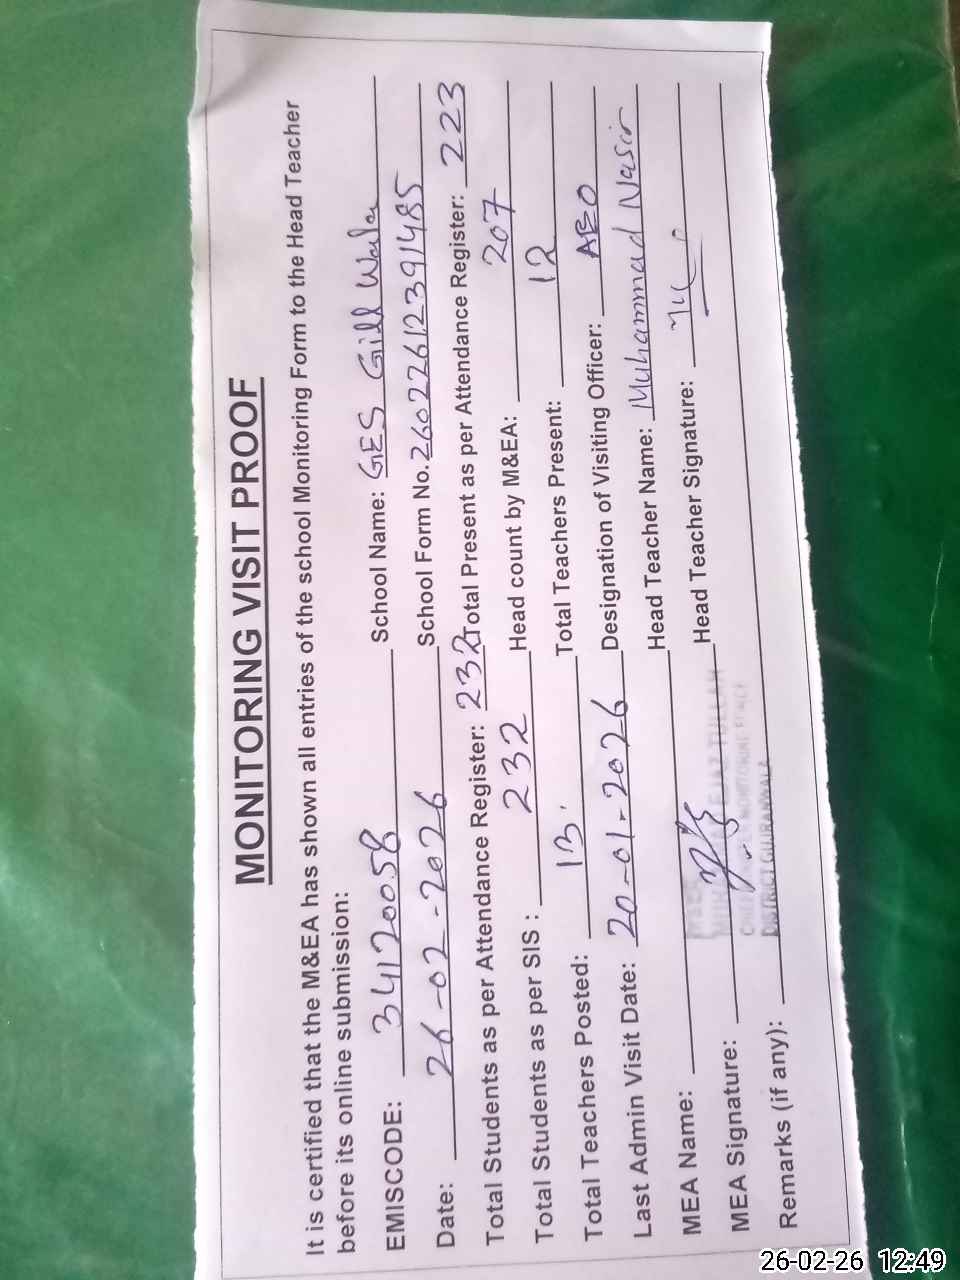 MONITORING VISIT PROOF
It is certified that the M&EA has shown all entries of the school Monitoring Form to the Head Teacher
before its online submission:
EMISCODE: 34120058 School Name: GES Gill Wala
Date: 26-02-2026 School Form No. 26022612391485
Total Students as per Attendance Register: 232 Total Present as per Attendance Register: 223
Total Students as per SIS : 232 Head count by M&EA: 207
Total Teachers Posted: 13 Total Teachers Present: 12
Last Admin Visit Date: 20-01-2026 Designation of Visiting Officer: AEO
MEA Name: Head Teacher Name: Muhammad Nasir
MEA Signature: Head Teacher Signature:
Remarks (if any): DISTRICT GUJRANWALA
26-02-26 12:49